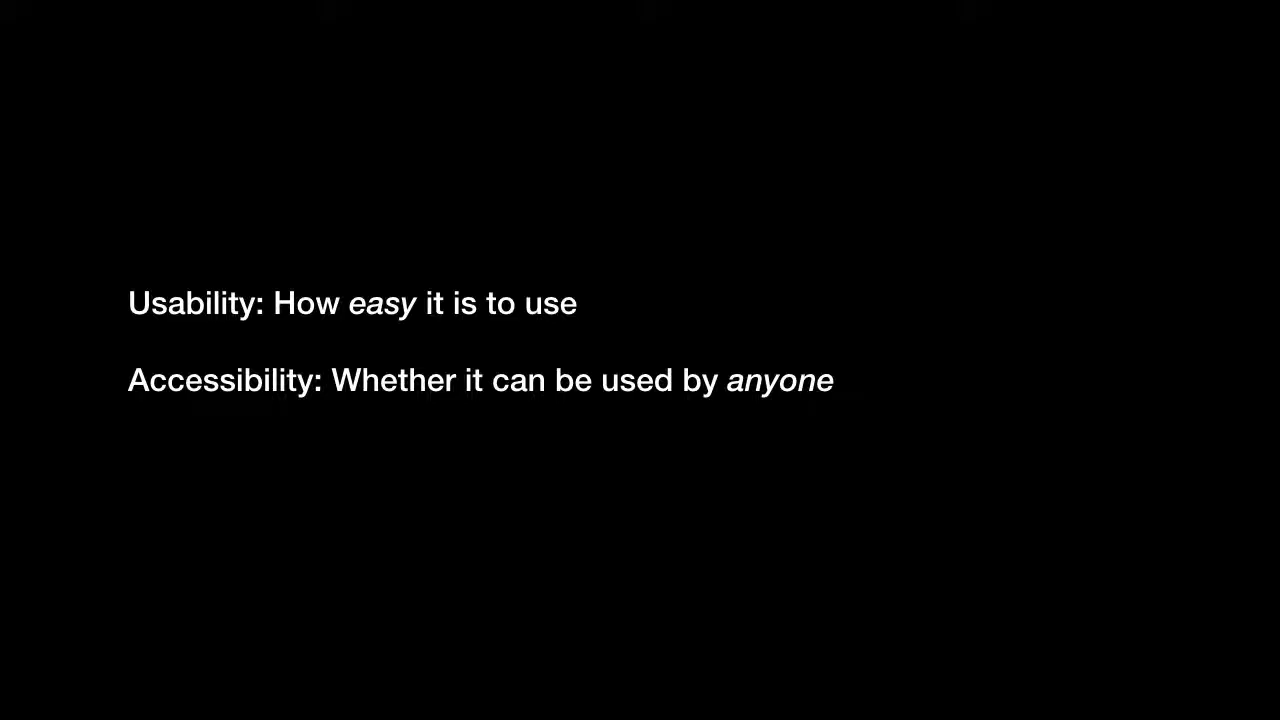 Usability: How easy it is to use
Accessibility: Whether it can be used by anyone